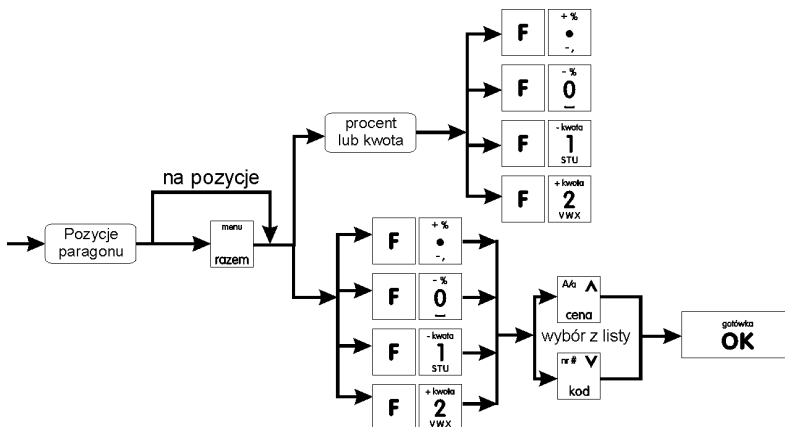 + %
F •
- ,
- %
F 0
procent
lub kwota
- kwota
F 1
STU
+ kwota
F 2
VWX
na pozycje
Pozycje
paragonu
menu
razem
+ %
F •
- ,
- %
F 0
- kwota
F 1
STU
+ kwota
F 2
VWX
A/a ∧
cena
wybór z listy
nr # ∨
kod
gotówka
OK